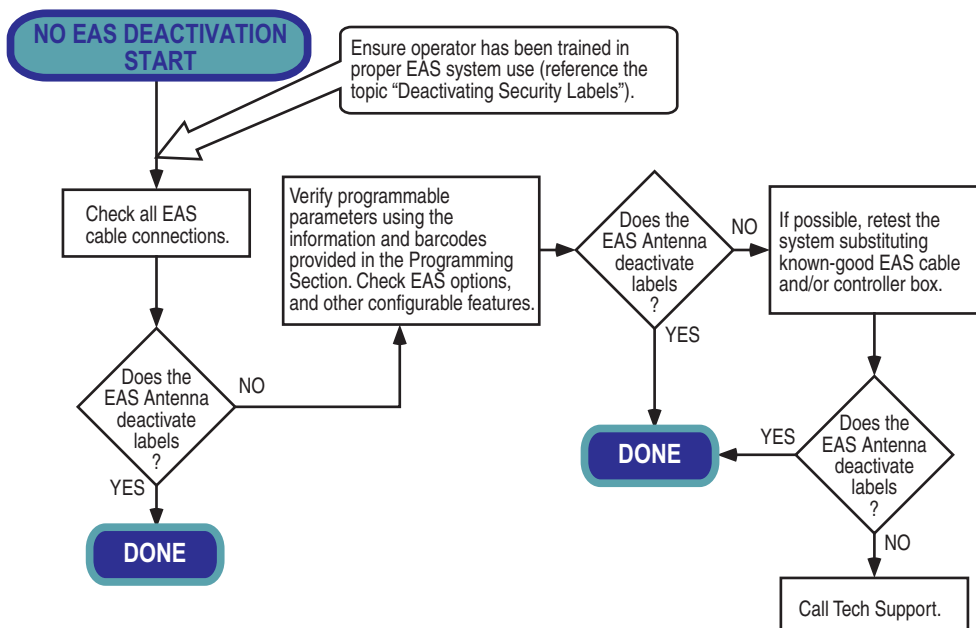 NO EAS DEACTIVATION
START
Ensure operator has been trained in
proper EAS system use (reference the
topic “Deactivating Security Labels”).
Check all EAS
cable connections.
Does the
EAS Antenna
deactivate
labels
?
NO
YES
DONE
Verify programmable
parameters using the
information and barcodes
provided in the Programming
Section. Check EAS options,
and other configurable features.
Does the
EAS Antenna
deactivate
labels
?
NO
YES
DONE
If possible, retest the
system substituting
known-good EAS cable
and/or controller box.
Does the
EAS Antenna
deactivate
labels
?
YES
NO
Call Tech Support.